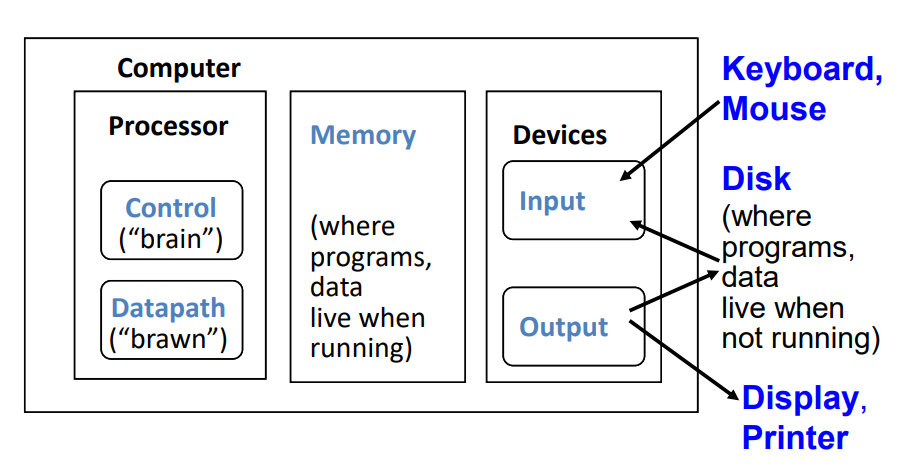 Computer
Processor
Control
(“brain”)
Datapath
(“brawn”)
Memory
(where
programs,
data
live when
running)
Devices
Input
Output
Keyboard,
Mouse
Disk
(where
programs,
data
live when
not running)
Display,
Printer